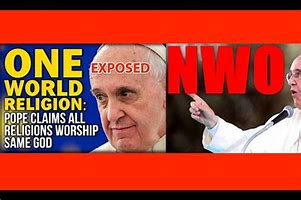 ONE
EXPOSED
WORLD
RELIGION:
POPE CLAIMS ALL
RELIGIONS WORSHIP
SAME GOD
NWO